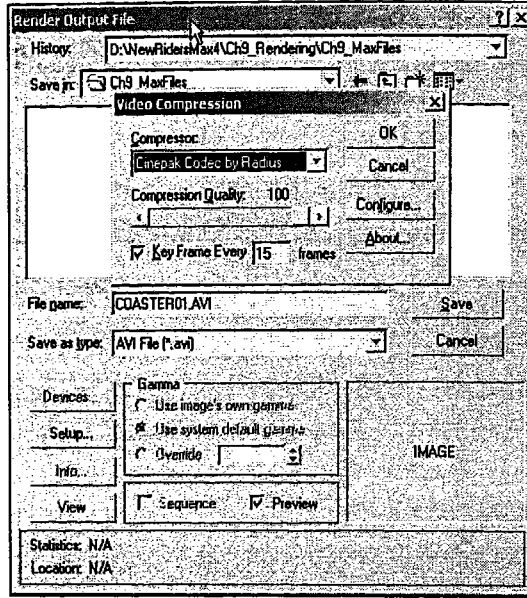 Render Output File
History: D:\NewRidersMax4\Ch9_Rendering\Ch9_MaxFiles
Save in: Ch9_MaxFiles
Video Compression
Compressor:
Cinepak Codec by Radius
OK
Cancel
Compression Quality: 100
Configure...
About...
Key Frame Every 15 frames
File name: COASTER01.AVI
Save
Save as type: AVI File (*.avi)
Cancel
Devices...
Setup...
Info...
View
Gamma
Use image's own gamma
Use system default gamma
Override
Sequence
Preview
IMAGE
Statistics: N/A
Location: N/A